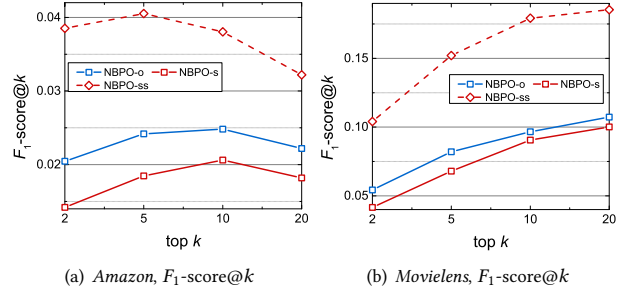 (a)
0.04
0.03
0.02
F1-score@k
NBPO-o NBPO-s
NBPO-ss
2 5 10 20
top k
(a) Amazon, F1-score@k
(b)
0.15
0.10
0.05
F1-score@k
NBPO-o NBPO-s
NBPO-ss
2 5 10 20
top k
(b) Movielens, F1-score@k